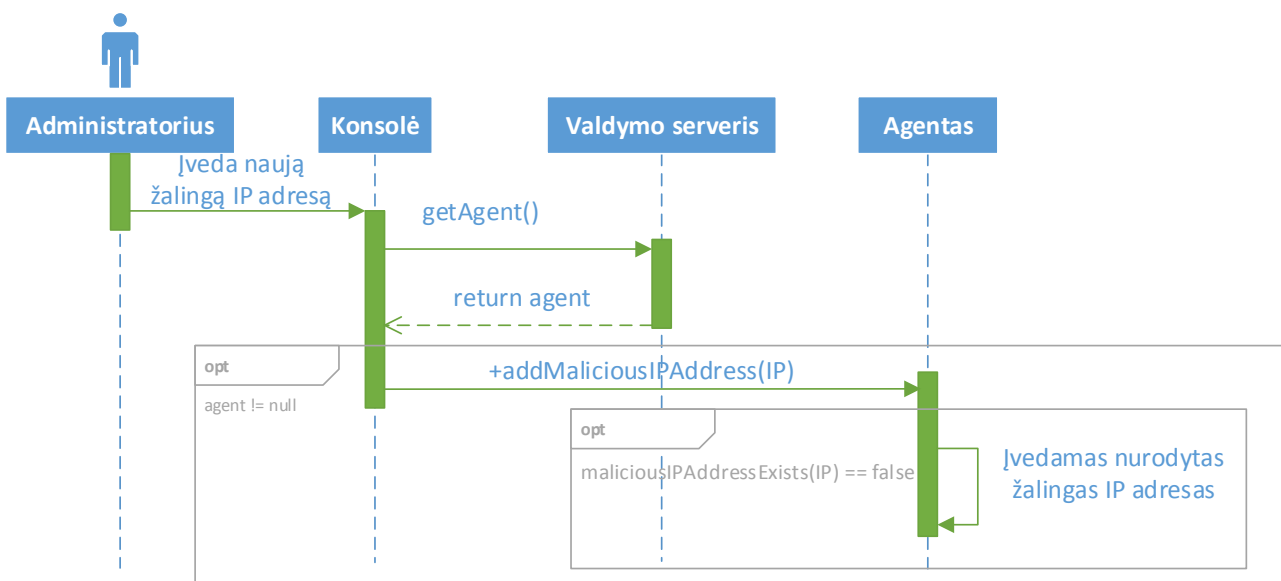 Administratorius
Konsolė
Valdymo serveris
Agentas
Įveda naują
žalingą IP adresą
getAgent()
return agent
opt
+addMaliciousIPAddress(IP)
agent != null
opt
maliciousIPAddressExists(IP) == false
Įvedamas nurodytas
žalingas IP adresas